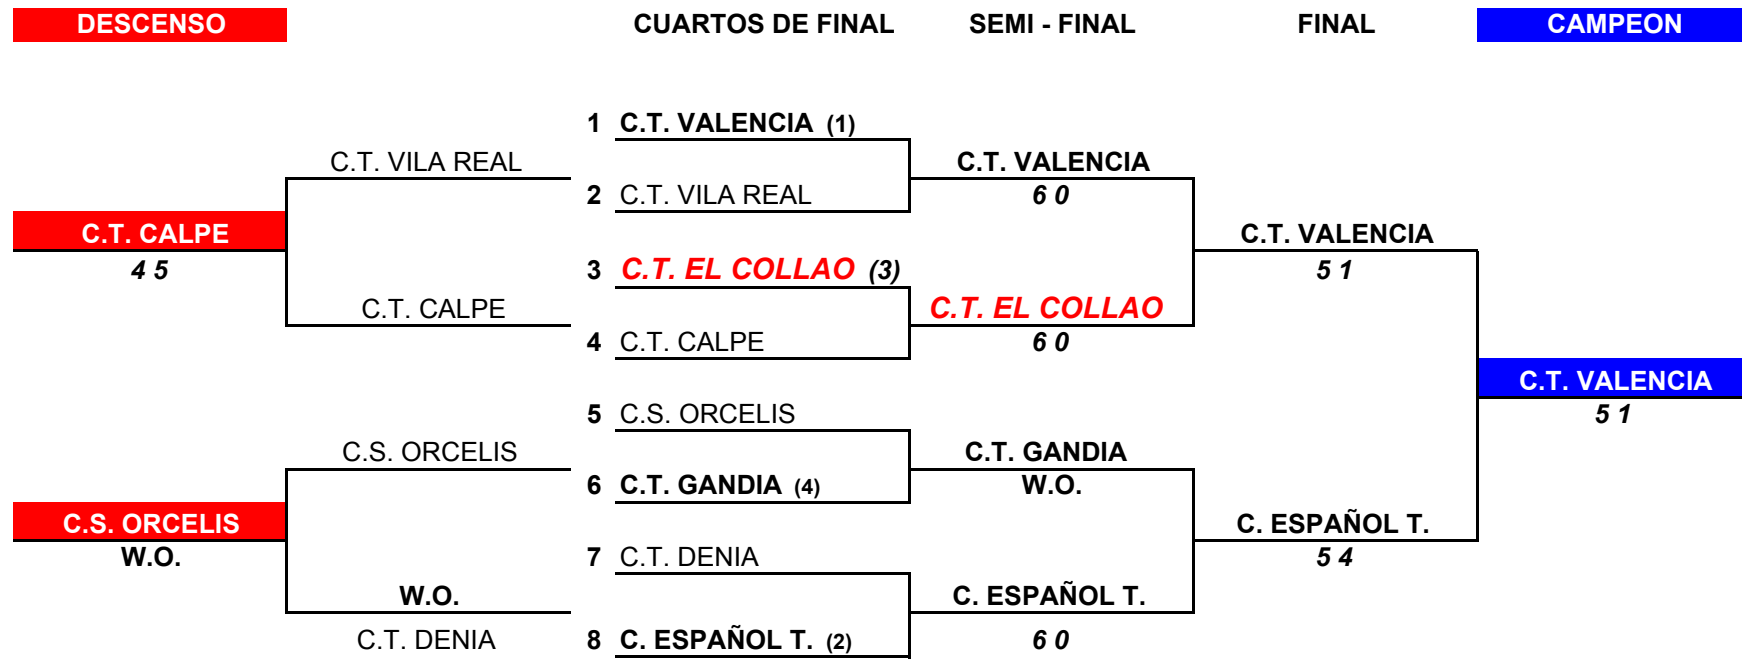 DESCENSO CUARTOS DE FINAL SEMI - FINAL FINAL CAMPEON
1 C.T. VALENCIA (1)
C.T. VILA REAL C.T. VALENCIA
2 C.T. VILA REAL 6 0
C.T. CALPE C.T. VALENCIA
4 5 3 C.T. EL COLLAO (3) 5 1
C.T. CALPE C.T. EL COLLAO
4 C.T. CALPE 6 0
C.T. VALENCIA
5 C.S. ORCELIS 5 1
C.S. ORCELIS C.T. GANDIA
6 C.T. GANDIA (4) W.O.
C.S. ORCELIS C. ESPAÑOL T.
W.O. 7 C.T. DENIA 5 4
W.O. C. ESPAÑOL T.
C.T. DENIA 8 C. ESPAÑOL T. (2) 6 0